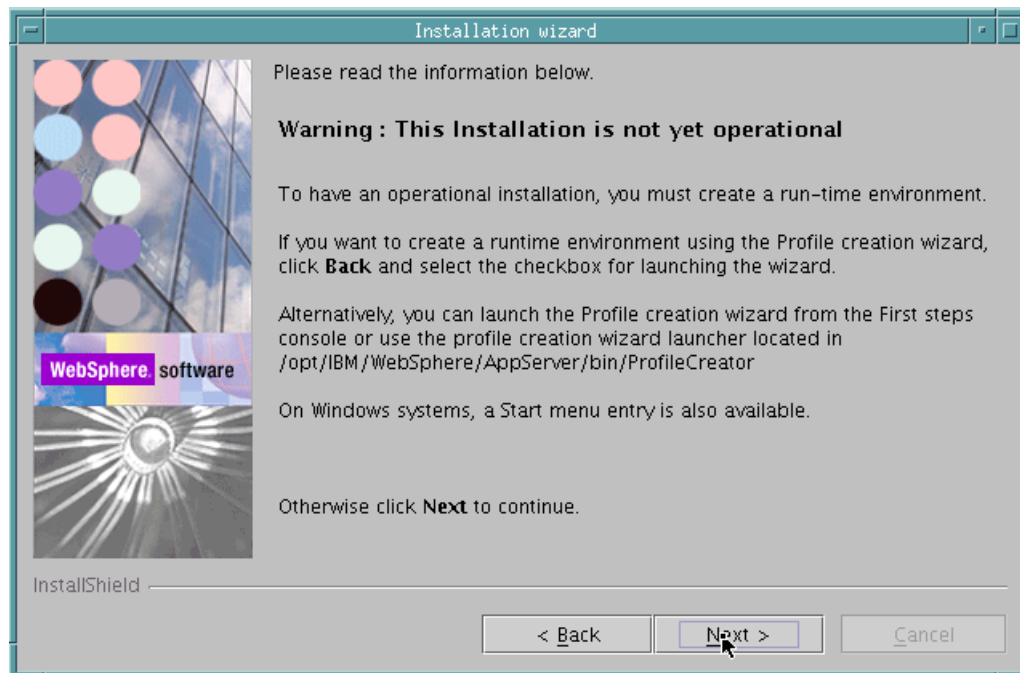 Installation wizard
Please read the information below.
Warning : This Installation is not yet operational
To have an operational installation, you must create a run-time environment.
If you want to create a runtime environment using the Profile creation wizard,
click Back and select the checkbox for launching the wizard.
Alternatively, you can launch the Profile creation wizard from the First steps
console or use the profile creation wizard launcher located in
/opt/IBM/WebSphere/AppServer/bin/ProfileCreator
WebSphere. software
On Windows systems, a Start menu entry is also available.
Otherwise click Next to continue.
InstallShield
< Back Next > Cancel